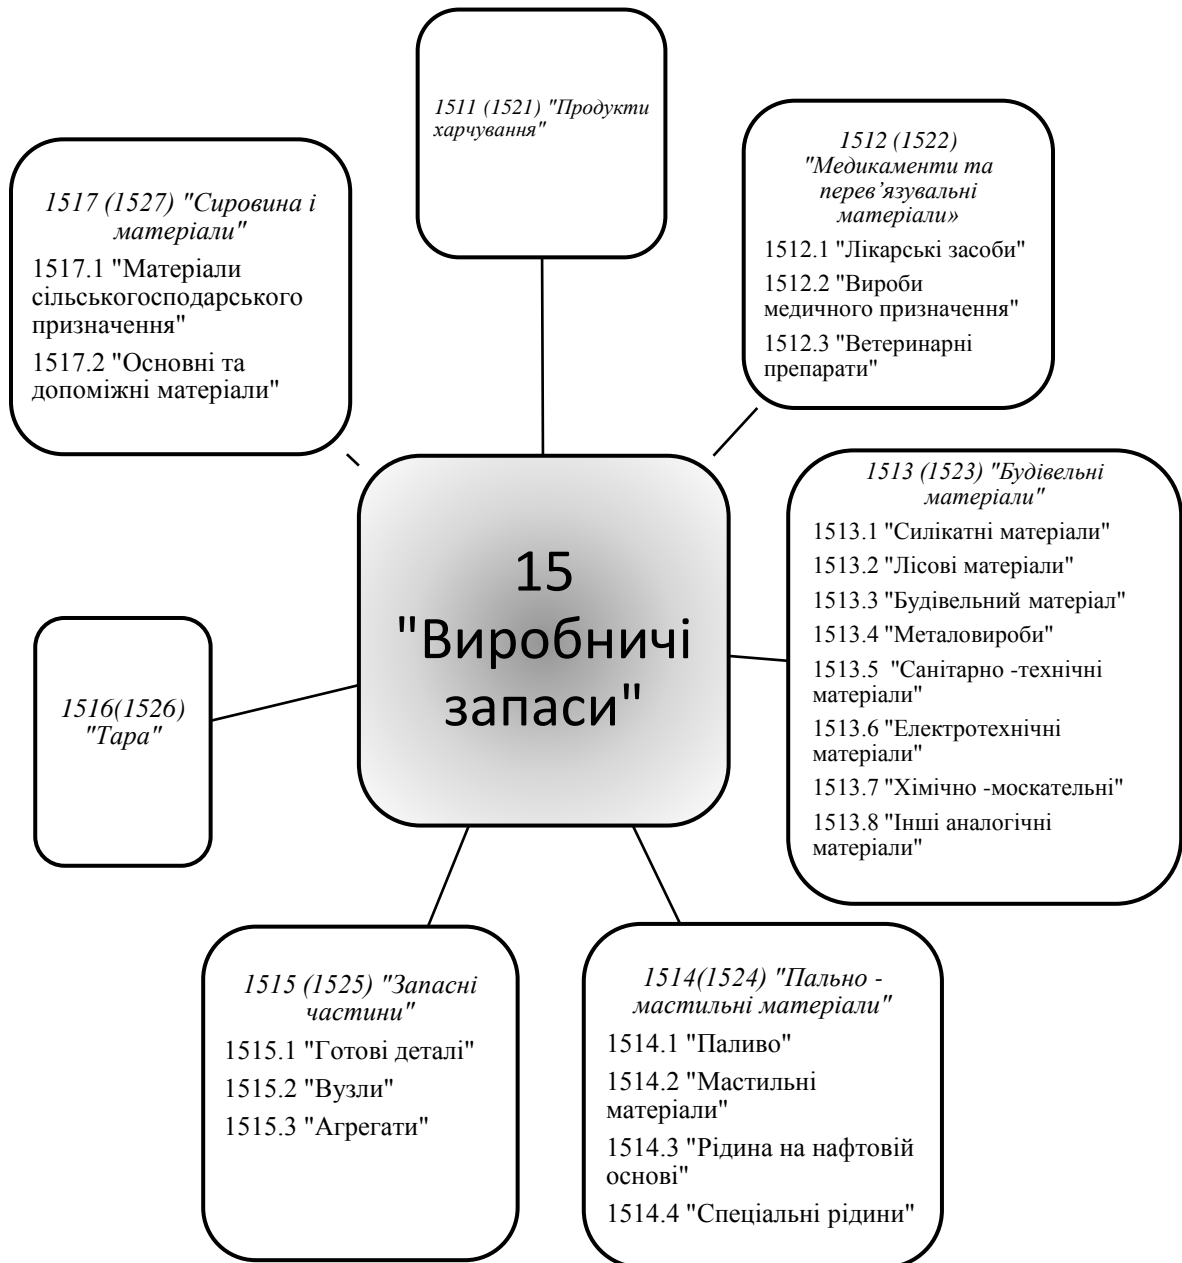 1511 (1521) "Продукти
харчування"
1512 (1522)
"Медикаменти та
перев’язувальні
матеріали»
1512.1 "Лікарські засоби"
1512.2 "Вироби
медичного призначення"
1512.3 "Ветеринарні
препарати"
1517 (1527) "Сировина і
матеріали"
1517.1 "Матеріали
сільськогосподарського
призначення"
1517.2 "Основні та
допоміжні матеріали"
15
"Виробничі
запаси"
1513 (1523) "Будівельні
матеріали"
1513.1 "Силікатні матеріали"
1513.2 "Лісові матеріали"
1513.3 "Будівельний матеріал"
1513.4 "Металовироби"
1513.5 "Санітарно -технічні
матеріали"
1513.6 "Електротехнічні
матеріали"
1513.7 "Хімічно -москательні"
1513.8 "Інші аналогічні
матеріали"
1516(1526)
"Тара"
1515 (1525) "Запасні
частини"
1515.1 "Готові деталі"
1515.2 "Вузли"
1515.3 "Агрегати"
1514(1524) "Пально -
мастильні матеріали"
1514.1 "Паливо"
1514.2 "Мастильні
матеріали"
1514.3 "Рідина на нафтовій
основі"
1514.4 "Спеціальні рідини"